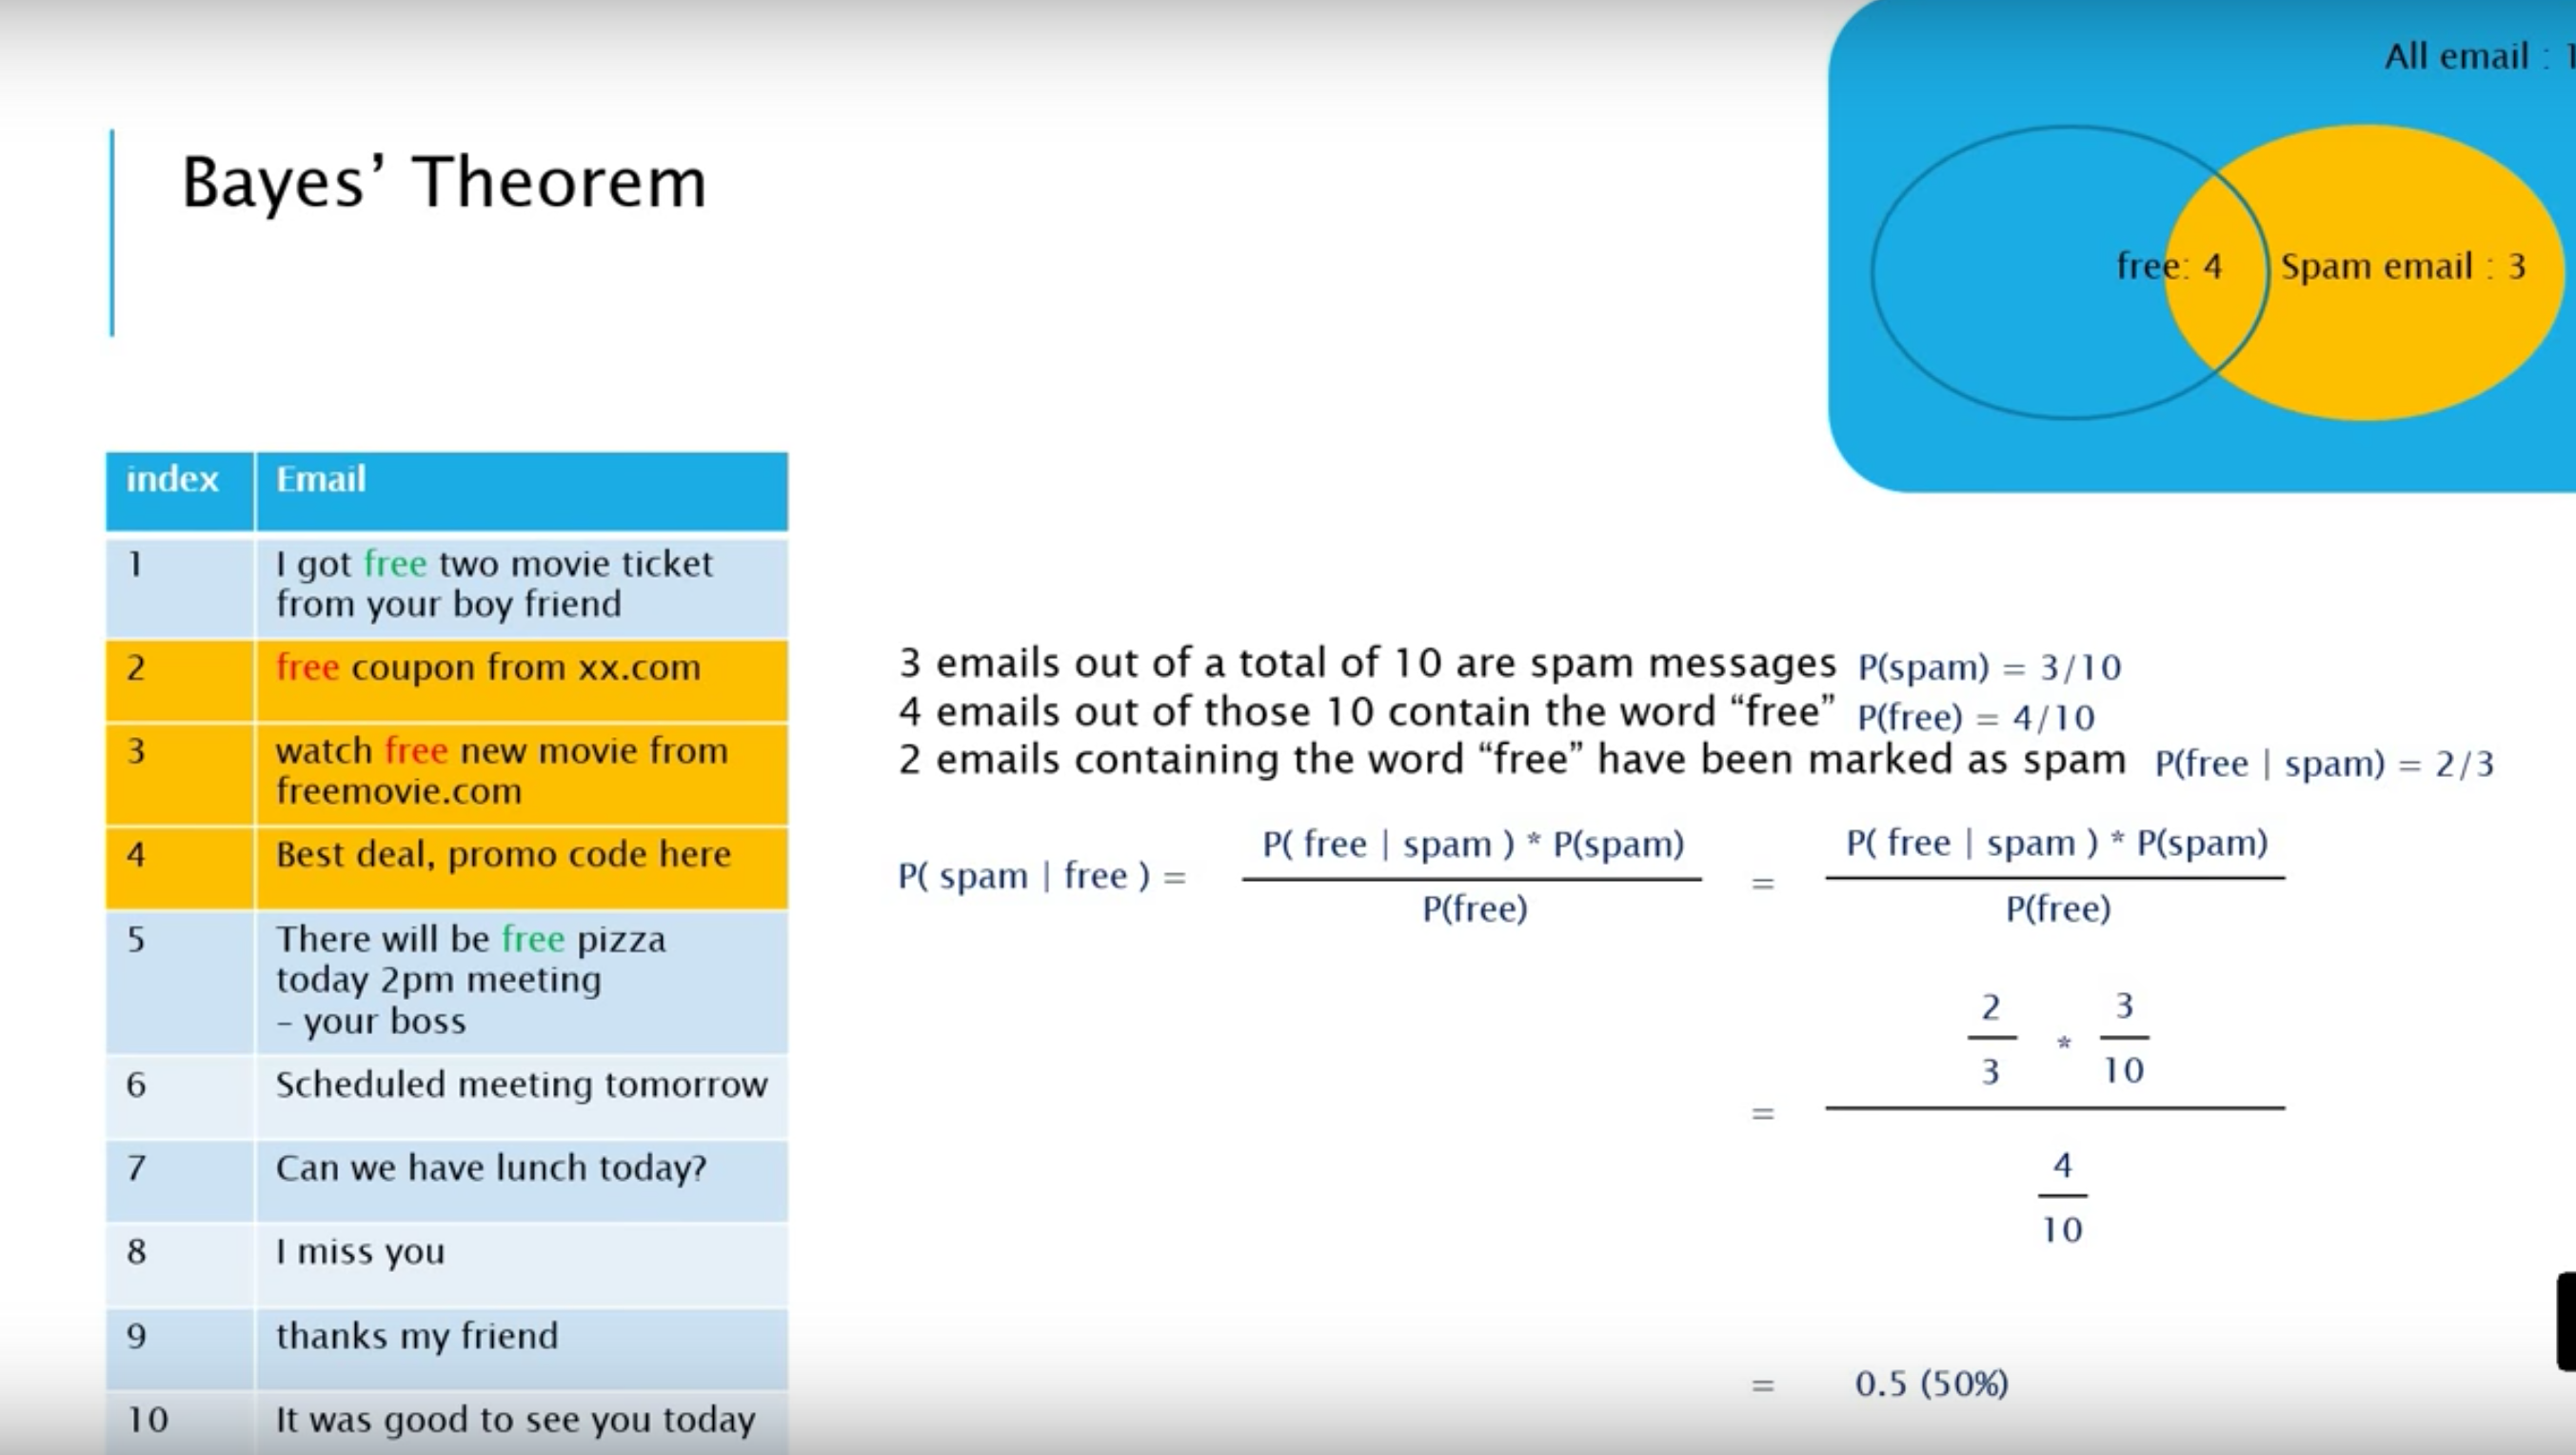 All email :
Bayes’ Theorem
free: 4
Spam email : 3
index Email
1 I got free two movie ticket
from your boy friend
2 free coupon from xx.com
3 watch free new movie from
freemovie.com
4 Best deal, promo code here
5 There will be free pizza
today 2pm meeting
– your boss
6 Scheduled meeting tomorrow
7 Can we have lunch today?
8 I miss you
9 thanks my friend
10 It was good to see you today
3 emails out of a total of 10 are spam messages P(spam) = 3/10
4 emails out of those 10 contain the word “free” P(free) = 4/10
2 emails containing the word “free” have been marked as spam P(free | spam) = 2/3
P( free | spam ) * P(spam) P( free | spam ) * P(spam)
P( spam | free ) = =
P(free) P(free)
2 3
*
3 10
=
4
10
= 0.5 (50%)